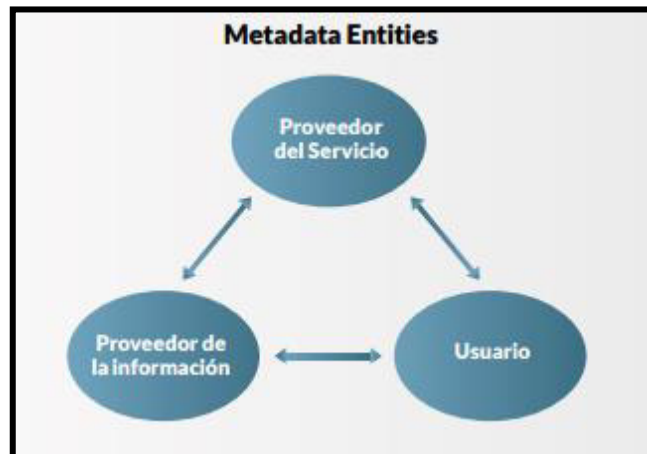 Metadata Entities
Proveedor
del Servicio
Proveedor de
la información
Usuario